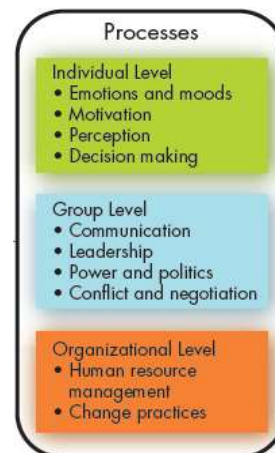 Processes
Individual Level
• Emotions and moods
• Motivation
• Perception
• Decision making
Group Level
• Communication
• Leadership
• Power and politics
• Conflict and negotiation
Organizational Level
• Human resource
management
• Change practices